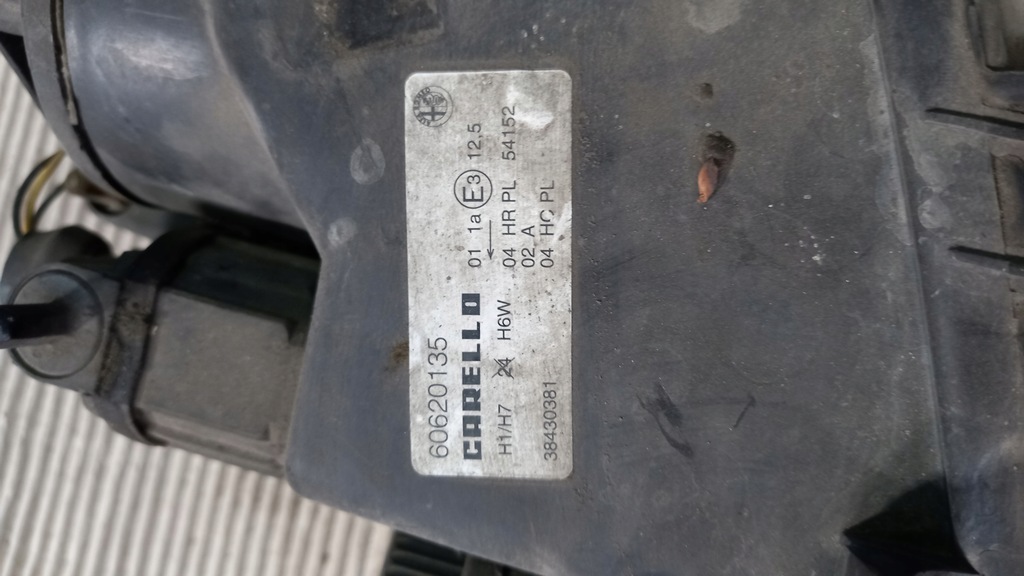 60620135
CARELLO
H1/H7 24 H6W
38430381
01 1a E3 12.5
←
04 HR PL 54152
02 A
04 HC PL